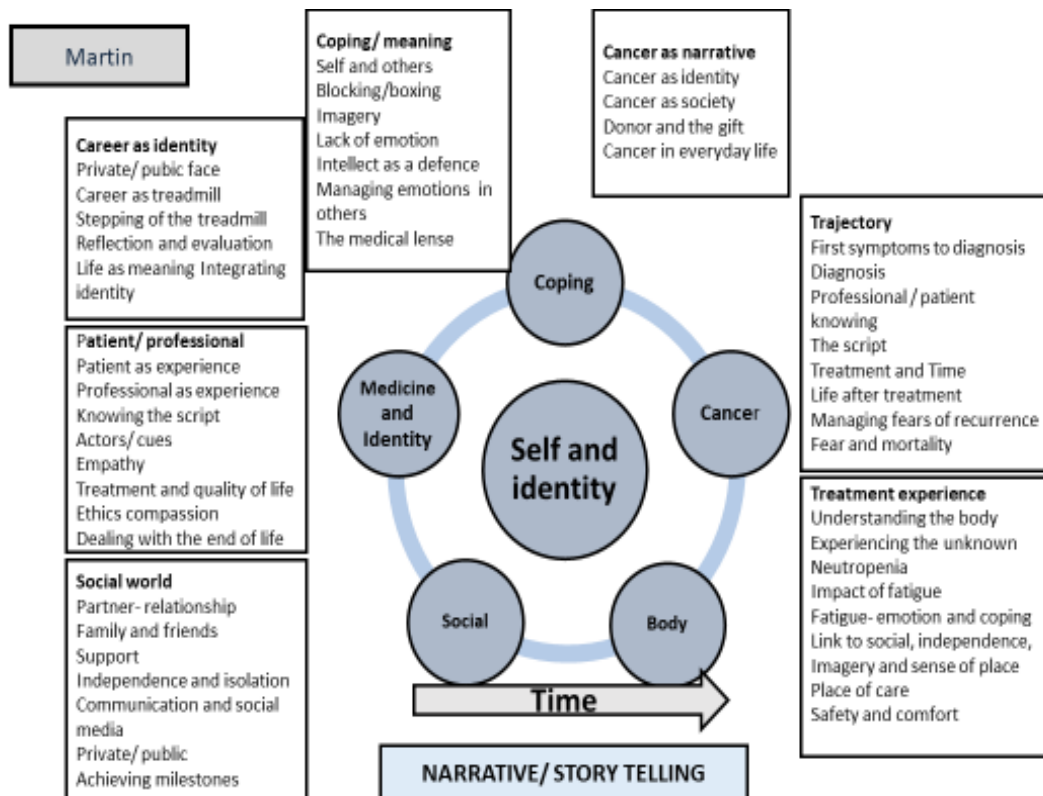 Martin
Coping/ meaning
Self and others
Blocking/boxing
Imagery
Lack of emotion
Intellect as a defence
Managing emotions in
others
The medical lense
Cancer as narrative
Cancer as identity
Cancer as society
Donor and the gift
Cancer in everyday life
Career as identity
Private/ pubic face
Career as treadmill
Stepping of the treadmill
Reflection and evaluation
Life as meaning Integrating
identity
Trajectory
First symptoms to diagnosis
Diagnosis
Professional / patient
knowing
The script
Treatment and Time
Life after treatment
Managing fears of recurrence
Fear and mortality
Patient/ professional
Patient as experience
Professional as experience
Knowing the script
Actors/ cues
Empathy
Treatment and quality of life
Ethics compassion
Dealing with the end of life
Coping
Medicine
and
Identity
Cancer
Self and
identity
Social
Body
Treatment experience
Understanding the body
Experiencing the unknown
Neutropenia
Impact of fatigue
Fatigue- emotion and coping
Link to social, independence,
Imagery and sense of place
Place of care
Safety and comfort
Social world
Partner- relationship
Family and friends
Support
Independence and isolation
Communication and social
media
Private/ public
Achieving milestones
Time
NARRATIVE/ STORY TELLING